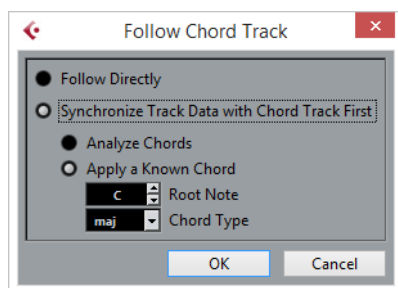 Follow Chord Track
Follow Directly
Synchronize Track Data with Chord Track First
Analyze Chords
Apply a Known Chord
C Root Note
maj Chord Type
OK Cancel